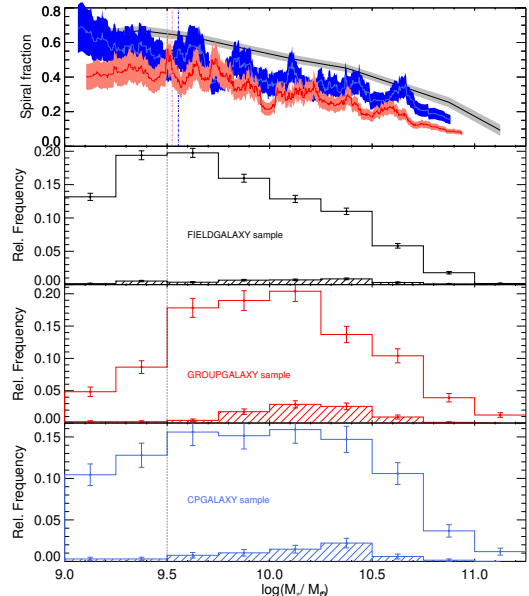 0.8
0.6
0.4
0.2
0.0
Spiral fraction
0.20
0.15
0.10
0.05
0.00
Rel. Frequency
FIELDGALAXY sample
0.20
0.15
0.10
0.05
0.00
Rel. Frequency
GROUPGALAXY sample
0.15
0.10
0.05
0.00
Rel. Frequency
CPGALAXY sample
9.0 9.5 10.0 10.5 11.0